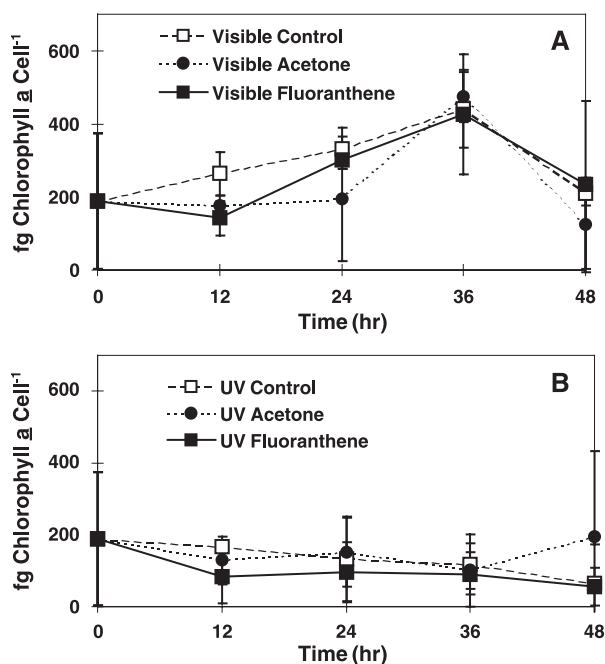 A
Visible Control
Visible Acetone
Visible Fluoranthene
fg Chlorophyll a Cell-1
600
400
200
0
0 12 24 36 48
Time (hr)
B
UV Control
UV Acetone
UV Fluoranthene
fg Chlorophyll a Cell-1
600
400
200
0
0 12 24 36 48
Time (hr)